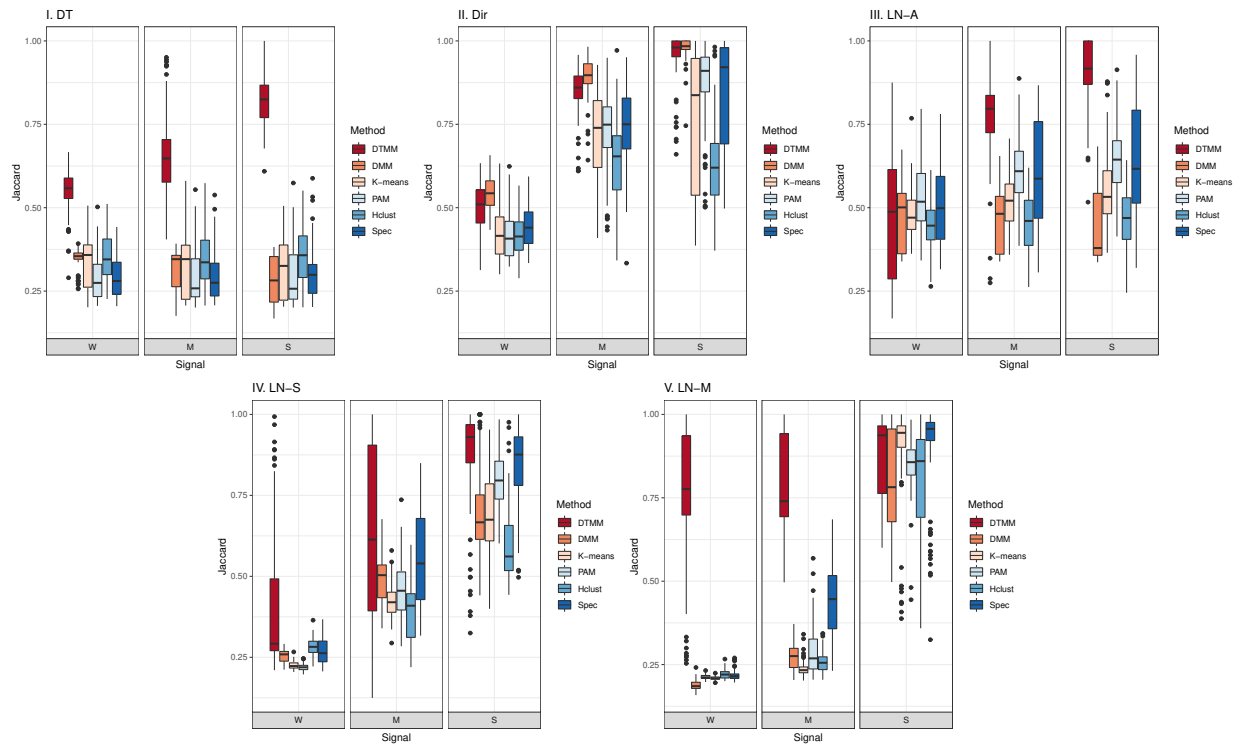 I. DT
Jaccard
1.00
0.75
0.50
0.25
W
M
S
Signal
Method
DTMM
DMM
K−means
PAM
Hclust
Spec
II. Dir
Jaccard
1.00
0.75
0.50
0.25
W
M
S
Signal
Method
DTMM
DMM
K−means
PAM
Hclust
Spec
III. LN−A
Jaccard
1.00
0.75
0.50
0.25
W
M
S
Signal
Method
DTMM
DMM
K−means
PAM
Hclust
Spec
IV. LN−S
Jaccard
1.00
0.75
0.50
0.25
W
M
S
Signal
Method
DTMM
DMM
K−means
PAM
Hclust
Spec
V. LN−M
Jaccard
1.00
0.75
0.50
0.25
W
M
S
Signal
Method
DTMM
DMM
K−means
PAM
Hclust
Spec